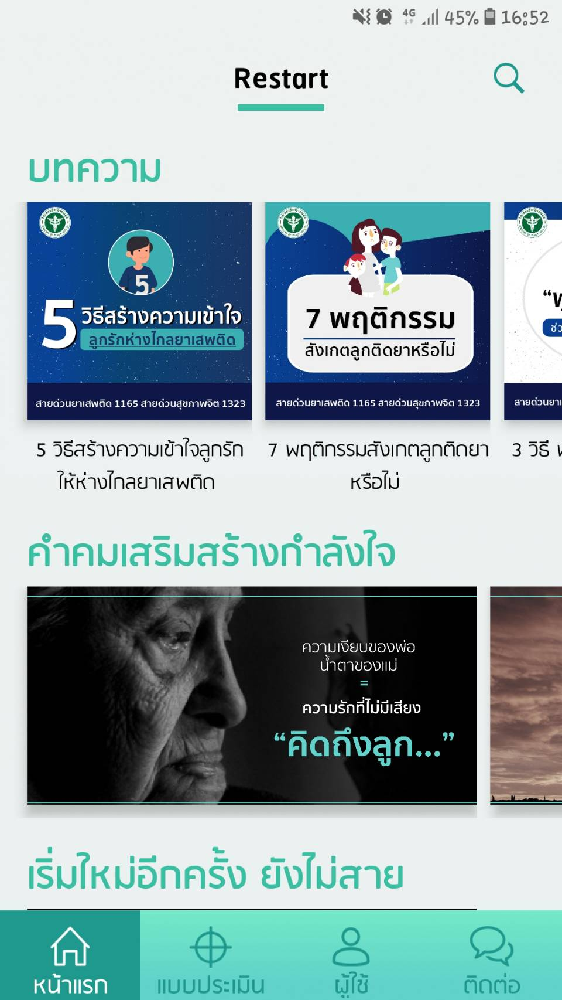 4G 45% 16:52
Restart
บทความ
5
5 วิธีสร้างความเข้าใจ
ลูกรักห่างไกลยาเสพติด
สายด่วนยาเสพติด 1165 สายด่วนสุขภาพจิต 1323
7 พฤติกรรม
สังเกตลูกติดยาหรือไม่
สายด่วนยาเสพติด 1165 สายด่วนสุขภาพจิต 1323
5 วิธีสร้างความเข้าใจลูกรัก
ให้ห่างไกลยาเสพติด
7 พฤติกรรมสังเกตลูกติดยา
หรือไม่
3 วิธี
คำคมเสริมสร้างกำลังใจ
ความเงียบของพ่อ
น้ำตาของแม่
=
ความรักที่ไม่มีเสียง
“คิดถึงลูก...”
เริ่มใหม่อีกครั้ง ยังไม่สาย
หน้าแรก
แบบประเมิน
ผู้ใช้
ติดต่อ